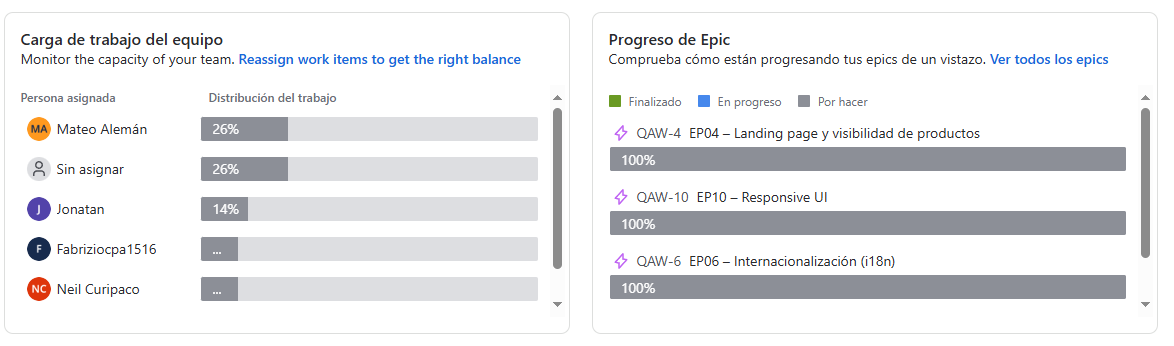 Carga de trabajo del equipo
Monitor the capacity of your team. Reassign work items to get the right balance
Persona asignada Distribución del trabajo
MA Mateo Alemán 26%
Sin asignar 26%
J Jonatan 14%
F Fabriziocpa1516 ...
NC Neil Curipaco ...
Progreso de Epic
Comprueba cómo están progresando tus epics de un vistazo. Ver todos los epics
Finalizado En progreso Por hacer
QAW-4 EP04 – Landing page y visibilidad de productos
100%
QAW-10 EP10 – Responsive UI
100%
QAW-6 EP06 – Internacionalización (i18n)
100%